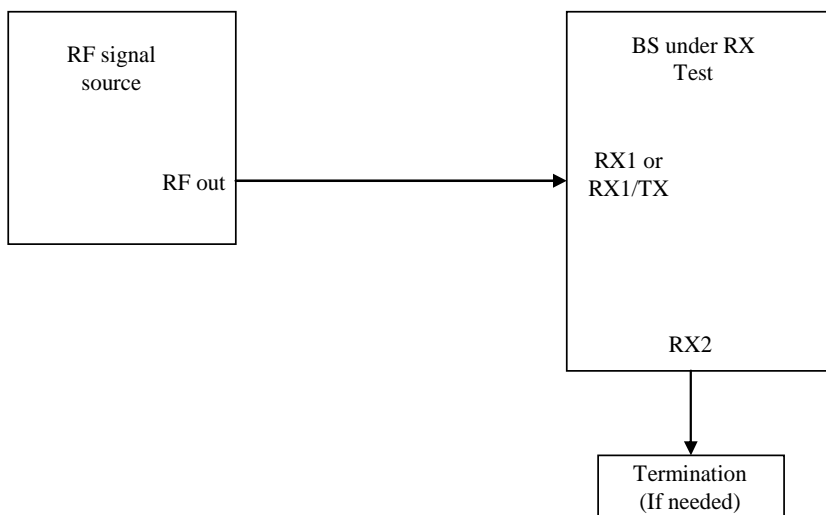 RF signal
source
RF out
BS under RX
Test
RX1 or
RX1/TX
RX2
Termination
(If needed)